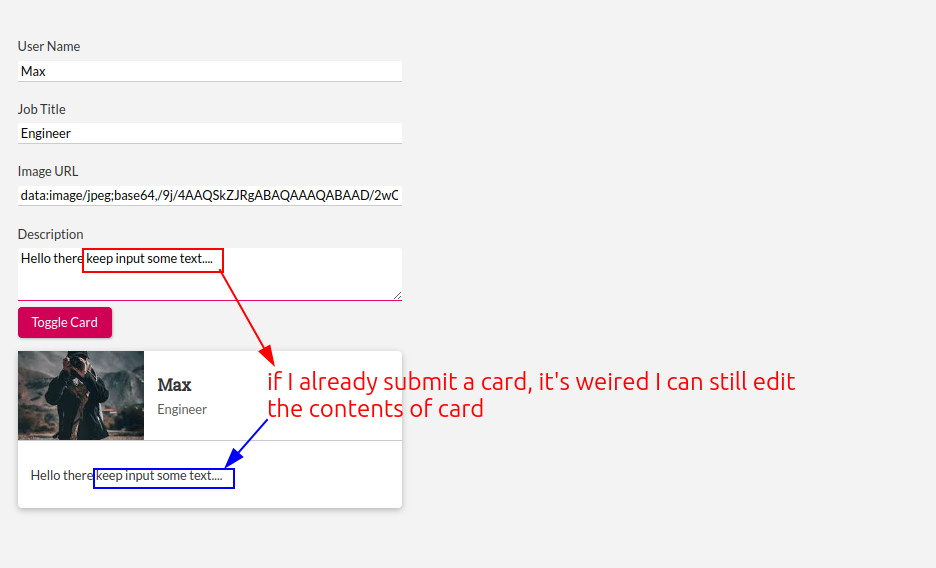 User Name
Max
Job Title
Engineer
Image URL
data:image/jpeg;base64,/9j/4AAQSkZJRgABAQAAAQABAAD/2wC
Description
Hello there keep input some text....
Toggle Card
Max
Engineer
if I already submit a card, it's weired I can still edit
the contents of card
Hello there keep input some text....